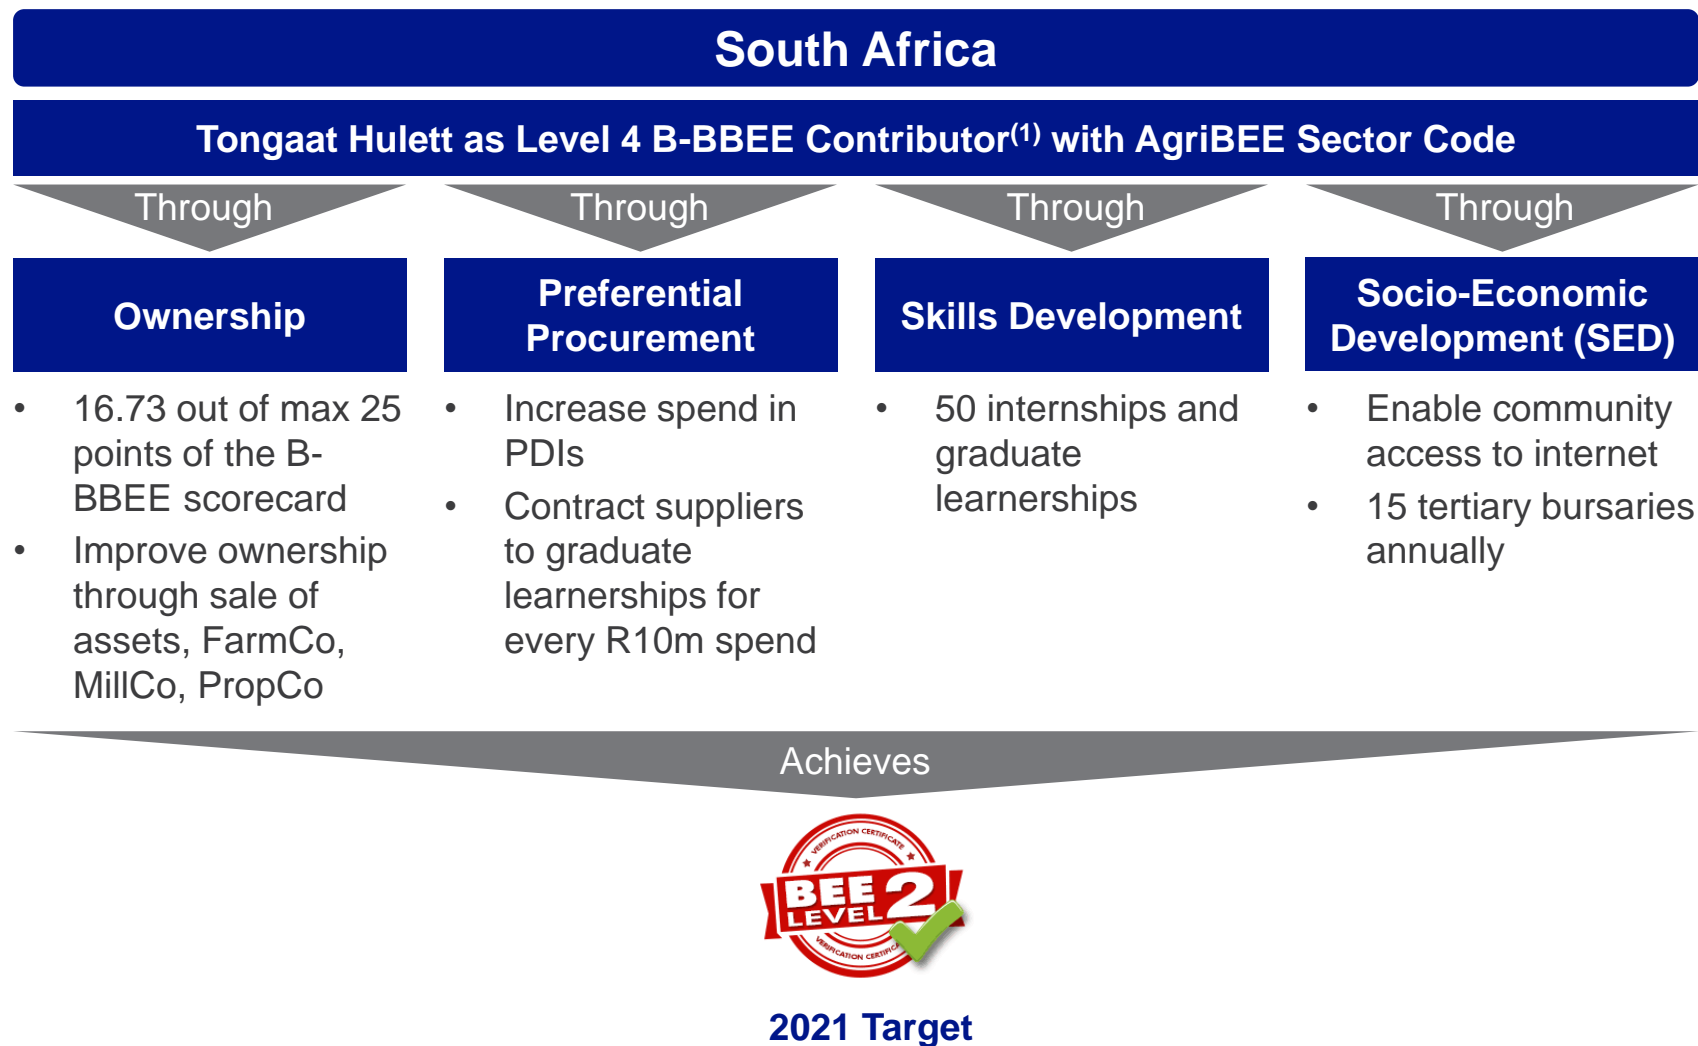 South Africa
Tongaat Hulett as Level 4 B-BBEE Contributor(1) with AgriBEE Sector Code
Through
Through
Through
Through
Ownership
Preferential
Procurement
Skills Development
Socio-Economic
Development (SED)
• 16.73 out of max 25
points of the B-
BBEE scorecard
• Improve ownership
through sale of
assets, FarmCo,
MillCo, PropCo
• Increase spend in
PDIs
• Contract suppliers
to graduate
learnerships for
every R10m spend
• 50 internships and
graduate
learnerships
• Enable community
access to internet
• 15 tertiary bursaries
annually
Achieves
VERIFICATION CERTIFICATE
BEE 2
LEVEL
VERIFICATION CERTIFIC
2021 Target